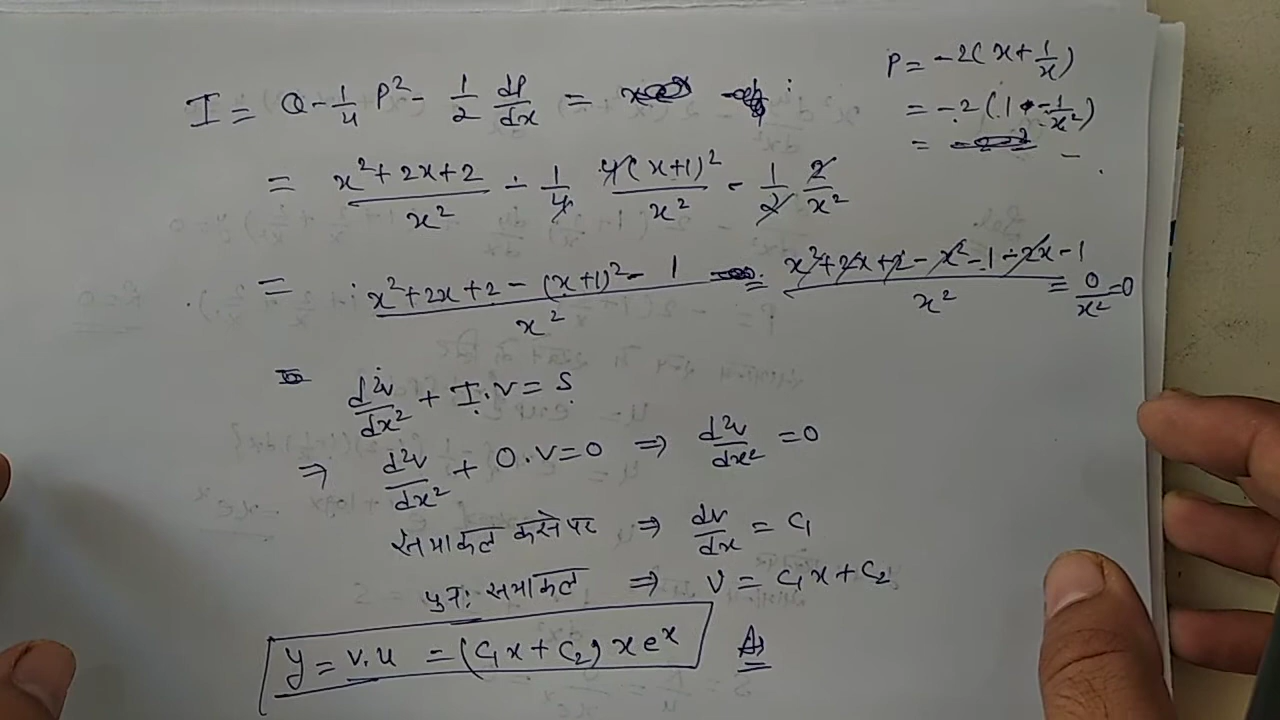 I = Q - 1/4 P² - 1/2 dP/dx =
= (x² + 2x + 2)/x² - 1/4 · 4(x+1)²/x² - 1/2 · 2/x²
= (x² + 2x + 2 - (x+1)² - 1)/x² = (x² + 2x + 2 - x² - 1 - 2x - 1)/x² = 0/x² = 0
P = -2(x + 1/x)
= -2(1 - 1/x²)
=
d²v/dx² + I·v = S
⇒ d²v/dx² + 0·v = 0 ⇒ d²v/dx² = 0
समाकल करने पर ⇒ dv/dx = c₁
पुनः समाकल ⇒ v = c₁x + c₂
y = v.u = (c₁x + c₂) x eˣ A